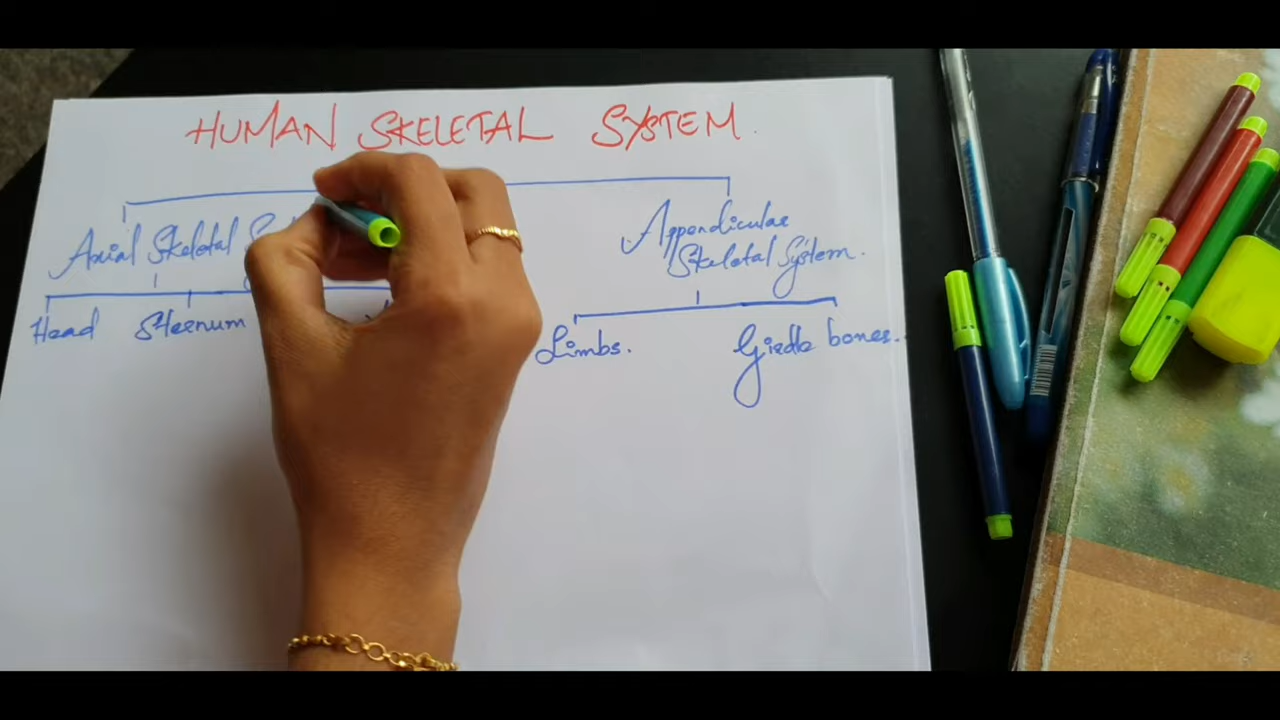 HUMAN SKELETAL SYSTEM.
Axial Skeletal
Appendicular
Skeletal System.
Head Sternum
Limbs. Girdle bones.